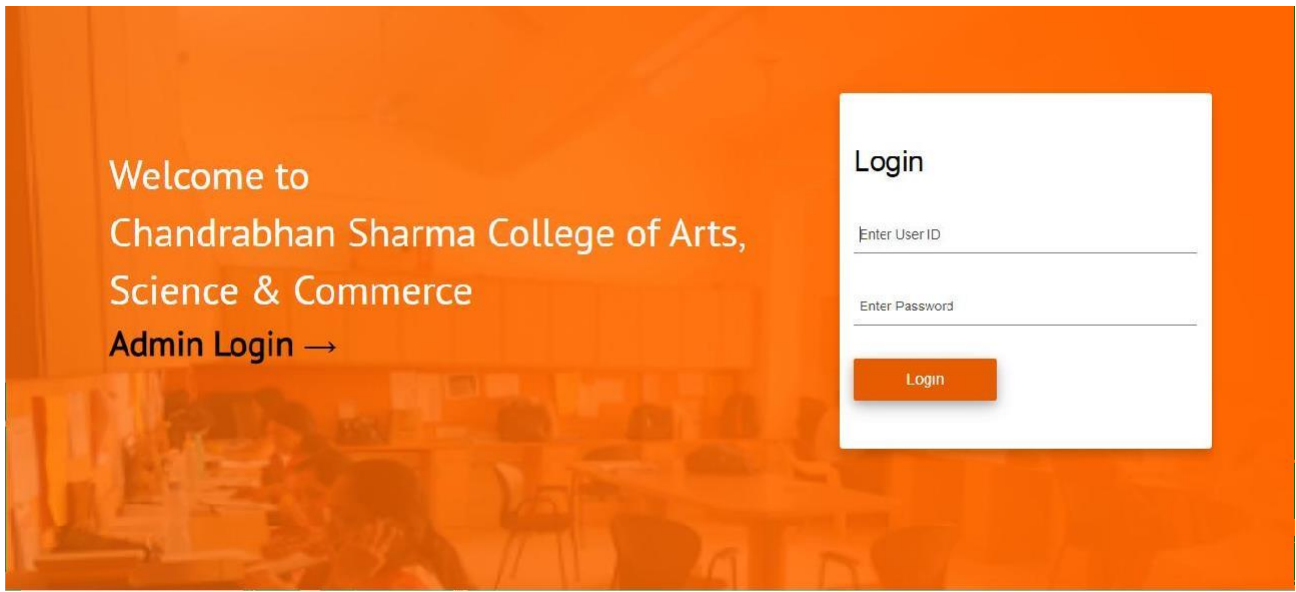 Welcome to
Chandrabhan Sharma College of Arts,
Science & Commerce
Admin Login →
Login
Enter User ID
Enter Password
Login